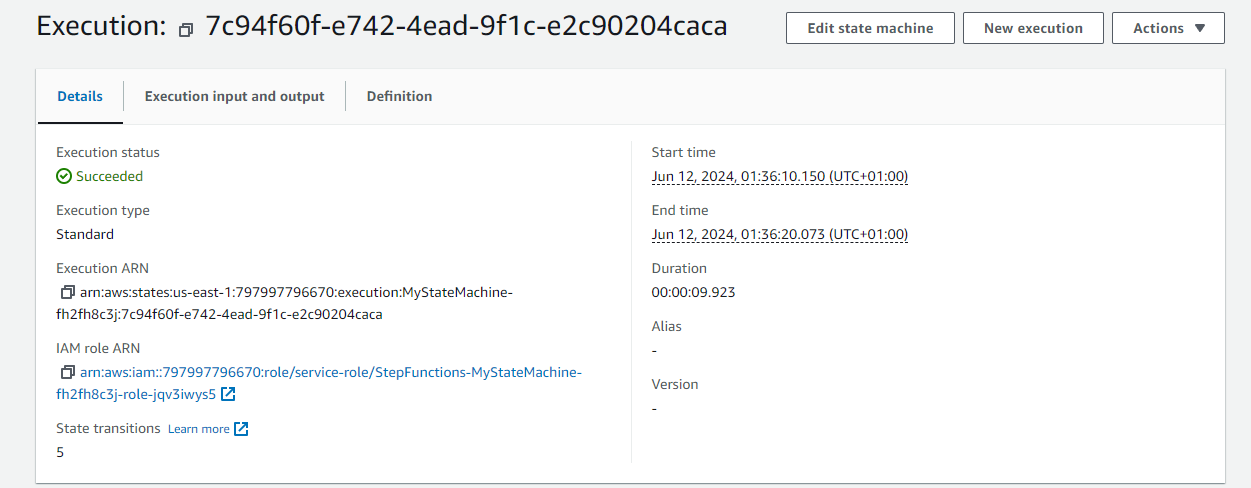 Execution: 7c94f60f-e742-4ead-9f1c-e2c90204caca
Edit state machine
New execution
Actions
Details
Execution input and output
Definition
Execution status
Succeeded
Execution type
Standard
Execution ARN
arn:aws:states:us-east-1:797997796670:execution:MyStateMachine-
fh2fh8c3j:7c94f60f-e742-4ead-9f1c-e2c90204caca
IAM role ARN
arn:aws:iam::797997796670:role/service-role/StepFunctions-MyStateMachine-
fh2fh8c3j-role-jqv3iwys5
State transitions Learn more
5
Start time
Jun 12, 2024, 01:36:10.150 (UTC+01:00)
End time
Jun 12, 2024, 01:36:20.073 (UTC+01:00)
Duration
00:00:09.923
Alias
-
Version
-